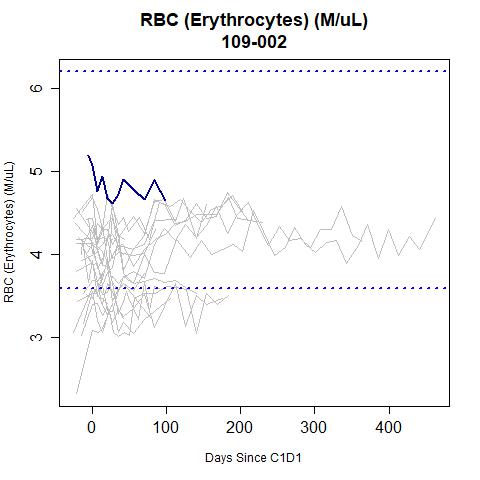 RBC (Erythrocytes) (M/uL)
109-002
RBC (Erythrocytes) (M/uL)
6
5
4
3
0 100 200 300 400
Days Since C1D1